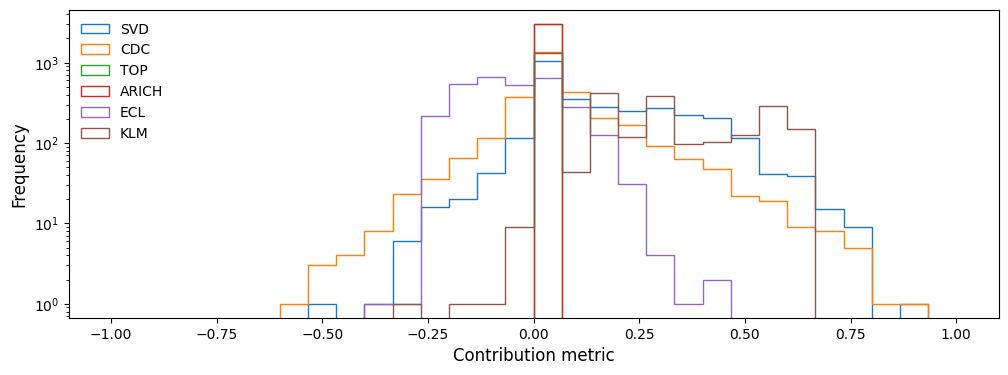 SVD
CDC
TOP
ARICH
ECL
KLM
Frequency
10³
10²
10¹
10⁰
−1.00 −0.75 −0.50 −0.25 0.00 0.25 0.50 0.75 1.00
Contribution metric